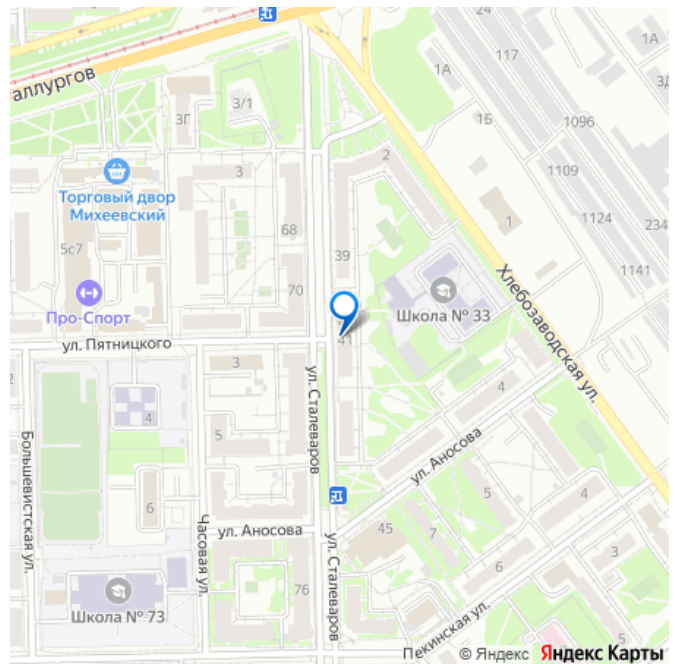 24
117
1А
1А
3Д
аллургов
3/1
3Г
1Б
1096
2
3
1109
Торговый двор
Михеевский
68
1
1124
234
5с7
39
1141
70
Хлебозаводская ул.
Про-Спорт
Школа № 33
41
ул. Пятницкого
3
ул. Сталеваров
4
4
5
ул. Аносова
Большевистская ул.
6
5
4
Часовая ул.
ул. Аносова
45
7
3
ул. Сталеваров
6
76
Школа № 73
Пекинская ул.
5
© Яндекс Яндекс Карты